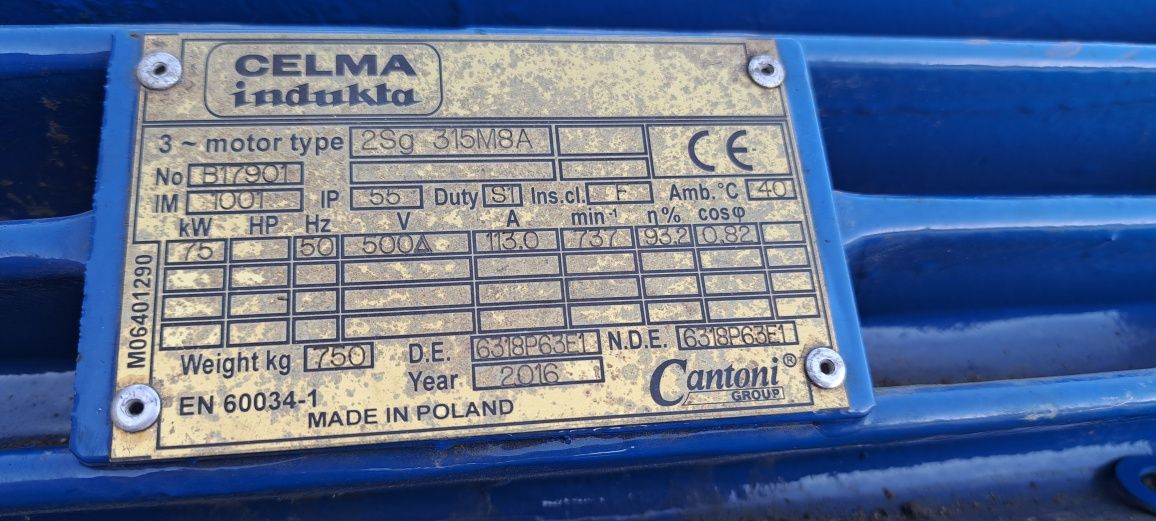 CELMA
indukta
3 ~ motor type 2Sg 315M8A
No B17901
IM 1001 IP 55 Duty S1 Ins.cl. F Amb. °C 40
kW HP Hz V A min⁻¹ η% cosφ
75 50 500Δ 113.0 737 93,2 0,82
M06401290
Weight kg 750 D.E. 6318P63E1 N.D.E. 6318P63E1
Year 2016
Cantoni®
GROUP
EN 60034-1
MADE IN POLAND
CE